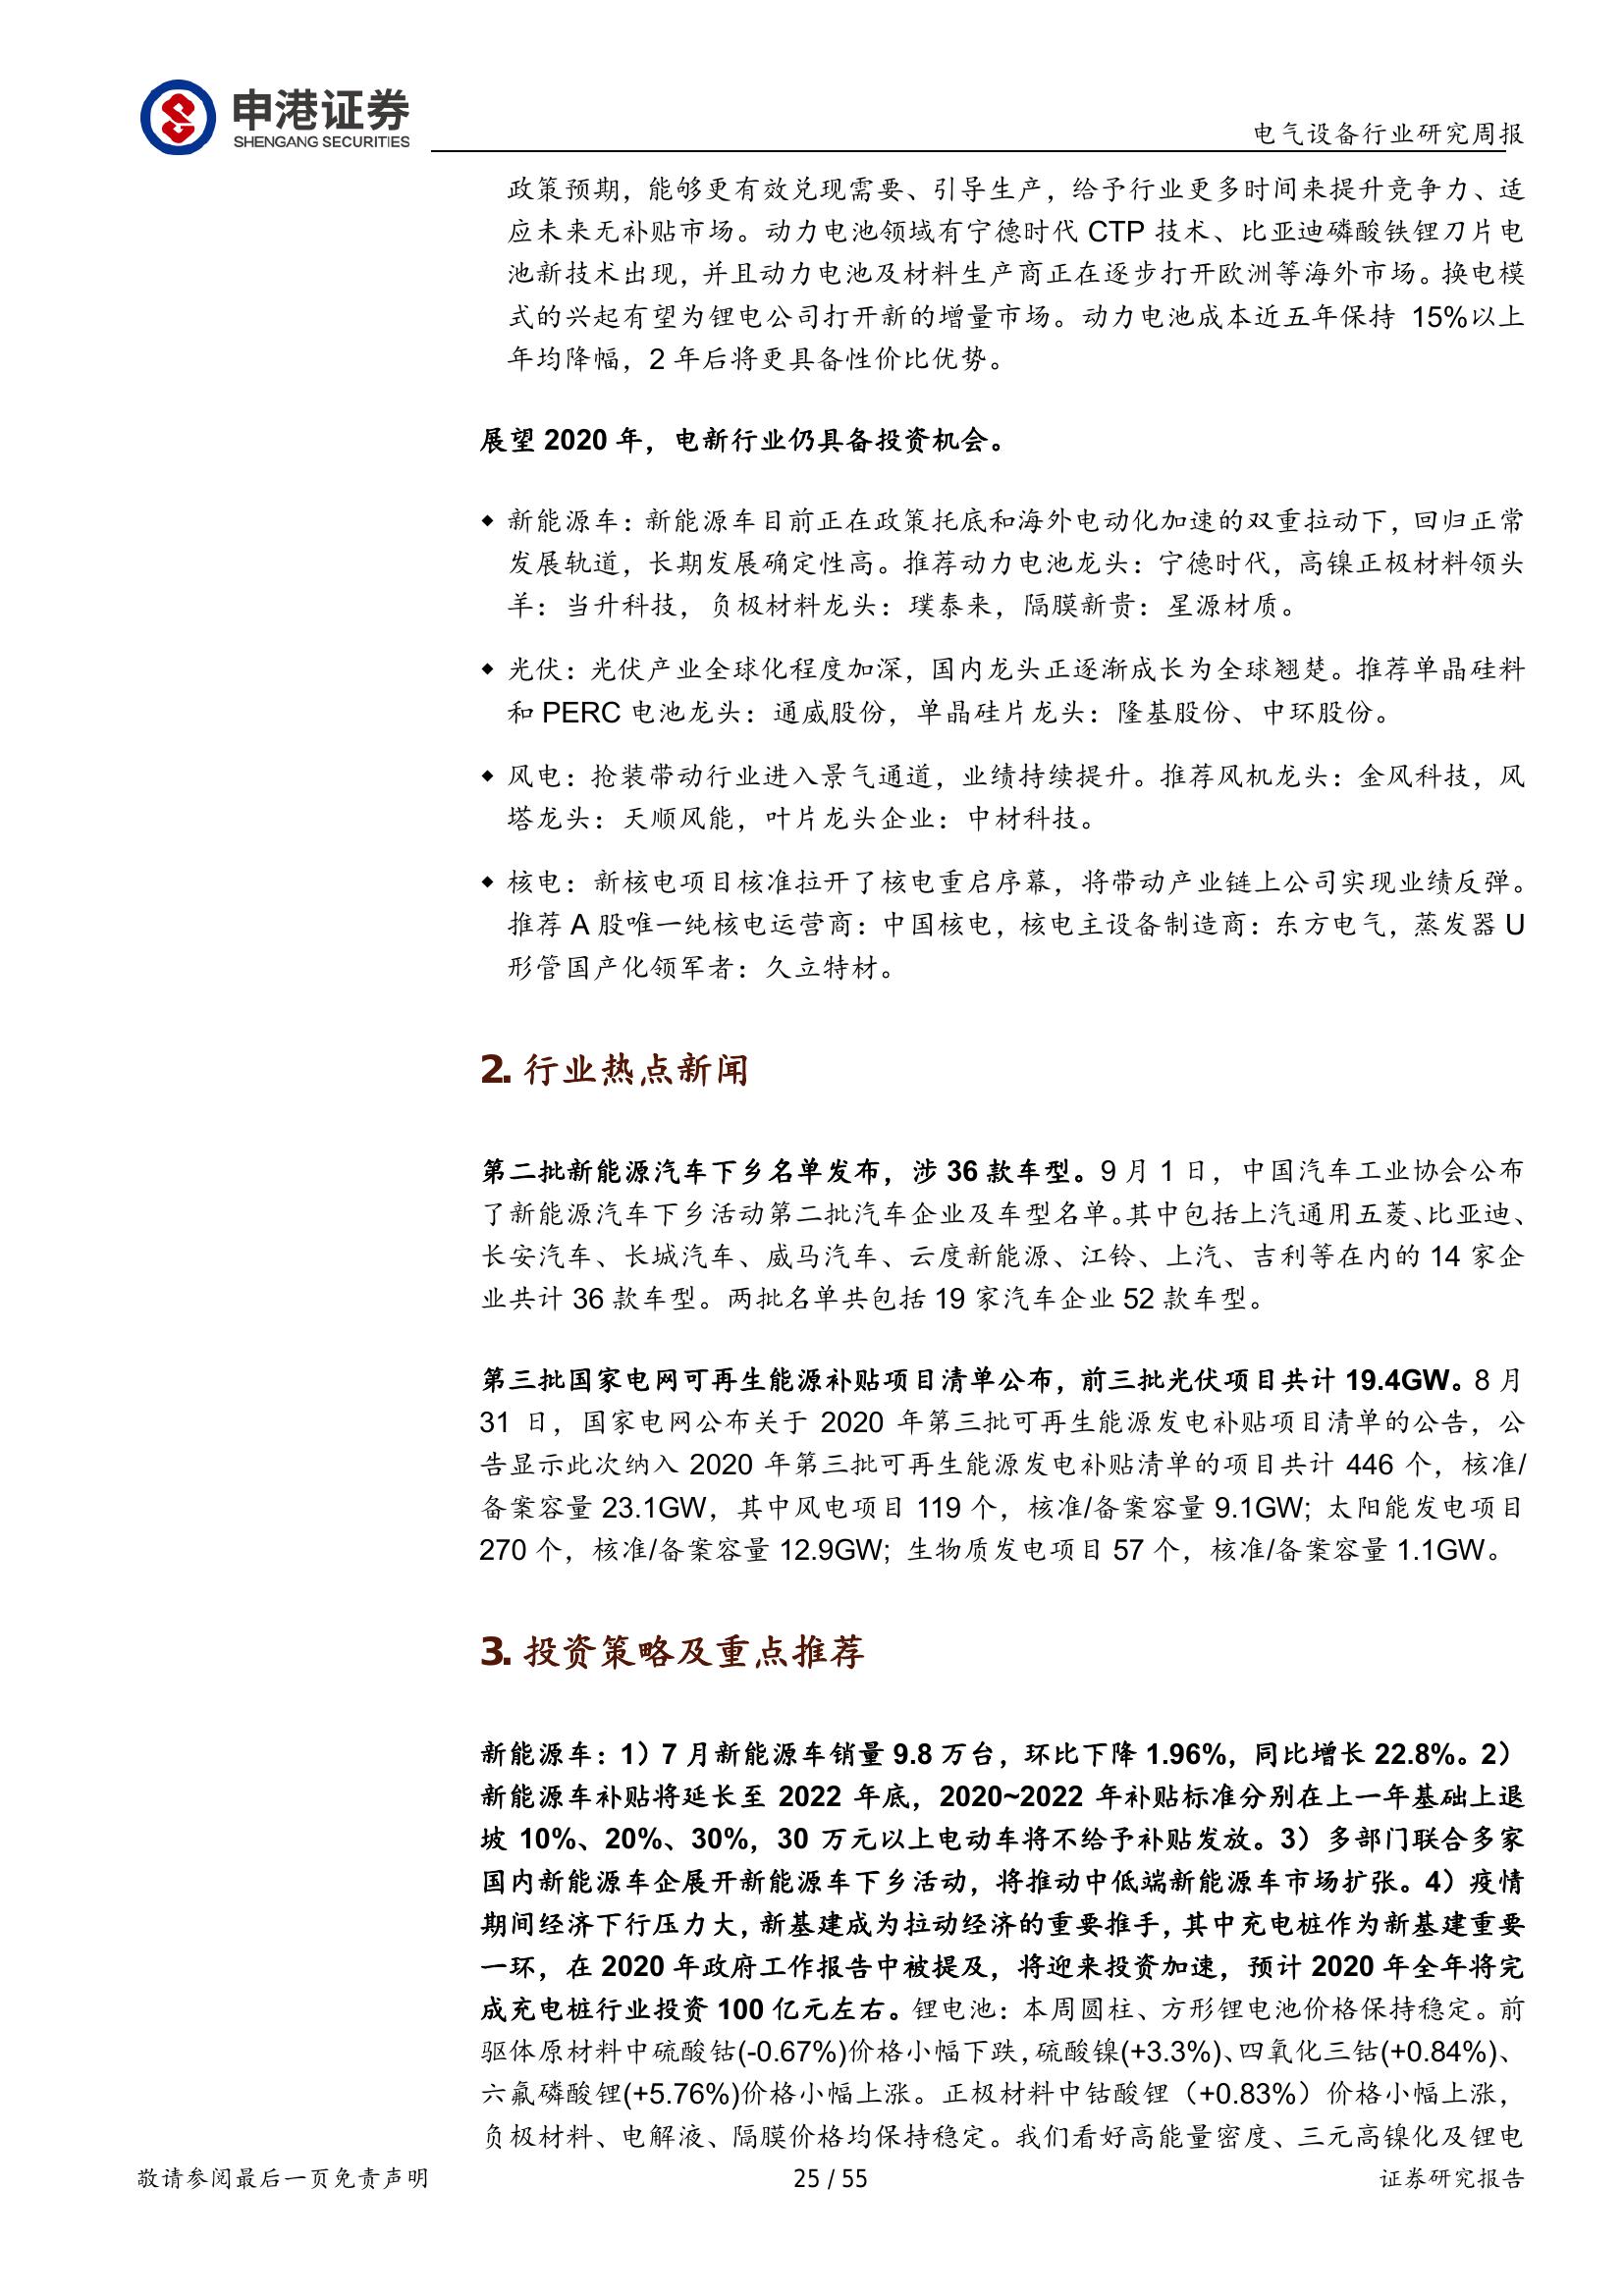 申港证券
SHENGANG SECURITIES
电气设备行业研究周报
政策预期，能够更有效兑现需要、引导生产，给予行业更多时间来提升竞争力、适
应未来无补贴市场。动力电池领域有宁德时代 CTP 技术、比亚迪磷酸铁锂刀片电
池新技术出现，并且动力电池及材料生产商正在逐步打开欧洲等海外市场。换电模
式的兴起有望为锂电公司打开新的增量市场。动力电池成本近五年保持 15%以上
年均降幅，2 年后将更具备性价比优势。
展望 2020 年，电新行业仍具备投资机会。
◆ 新能源车：新能源车目前正在政策托底和海外电动化加速的双重拉动下，回归正常
发展轨道，长期发展确定性高。推荐动力电池龙头：宁德时代，高镍正极材料领头
羊：当升科技，负极材料龙头：璞泰来，隔膜新贵：星源材质。
◆ 光伏：光伏产业全球化程度加深，国内龙头正逐渐成长为全球翘楚。推荐单晶硅料
和 PERC 电池龙头：通威股份，单晶硅片龙头：隆基股份、中环股份。
◆ 风电：抢装带动行业进入景气通道，业绩持续提升。推荐风机龙头：金风科技，风
塔龙头：天顺风能，叶片龙头企业：中材科技。
◆ 核电：新核电项目核准拉开了核电重启序幕，将带动产业链上公司实现业绩反弹。
推荐 A 股唯一纯核电运营商：中国核电，核电主设备制造商：东方电气，蒸发器 U
形管国产化领军者：久立特材。
2. 行业热点新闻
第二批新能源汽车下乡名单发布，涉 36 款车型。9 月 1 日，中国汽车工业协会公布
了新能源汽车下乡活动第二批汽车企业及车型名单。其中包括上汽通用五菱、比亚迪、
长安汽车、长城汽车、威马汽车、云度新能源、江铃、上汽、吉利等在内的 14 家企
业共计 36 款车型。两批名单共包括 19 家汽车企业 52 款车型。
第三批国家电网可再生能源补贴项目清单公布，前三批光伏项目共计 19.4GW。8 月
31 日，国家电网公布关于 2020 年第三批可再生能源发电补贴项目清单的公告，公
告显示此次纳入 2020 年第三批可再生能源发电补贴清单的项目共计 446 个，核准/
备案容量 23.1GW，其中风电项目 119 个，核准/备案容量 9.1GW; 太阳能发电项目
270 个，核准/备案容量 12.9GW; 生物质发电项目 57 个，核准/备案容量 1.1GW。
3. 投资策略及重点推荐
新能源车：1）7 月新能源车销量 9.8 万台，环比下降 1.96%，同比增长 22.8%。2）
新能源车补贴将延长至 2022 年底，2020~2022 年补贴标准分别在上一年基础上退
坡 10%、20%、30%，30 万元以上电动车将不给予补贴发放。3）多部门联合多家
国内新能源车企展开新能源车下乡活动，将推动中低端新能源车市场扩张。4）疫情
期间经济下行压力大，新基建成为拉动经济的重要推手，其中充电桩作为新基建重要
一环，在 2020 年政府工作报告中被提及，将迎来投资加速，预计 2020 年全年将完
成充电桩行业投资 100 亿元左右。锂电池：本周圆柱、方形锂电池价格保持稳定。前
驱体原材料中硫酸钴(-0.67%)价格小幅下跌，硫酸镍(+3.3%)、四氧化三钴(+0.84%)、
六氟磷酸锂(+5.76%)价格小幅上涨。正极材料中钴酸锂（+0.83%）价格小幅上涨，
负极材料、电解液、隔膜价格均保持稳定。我们看好高能量密度、三元高镍化及锂电
敬请参阅最后一页免责声明
25 / 55
证券研究报告